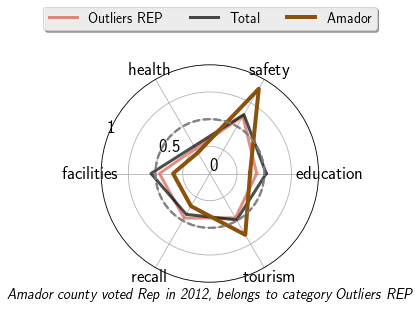 Outliers REP Total Amador
health safety
1
0.5
0
facilities education
recall tourism
Amador county voted Rep in 2012, belongs to category Outliers REP